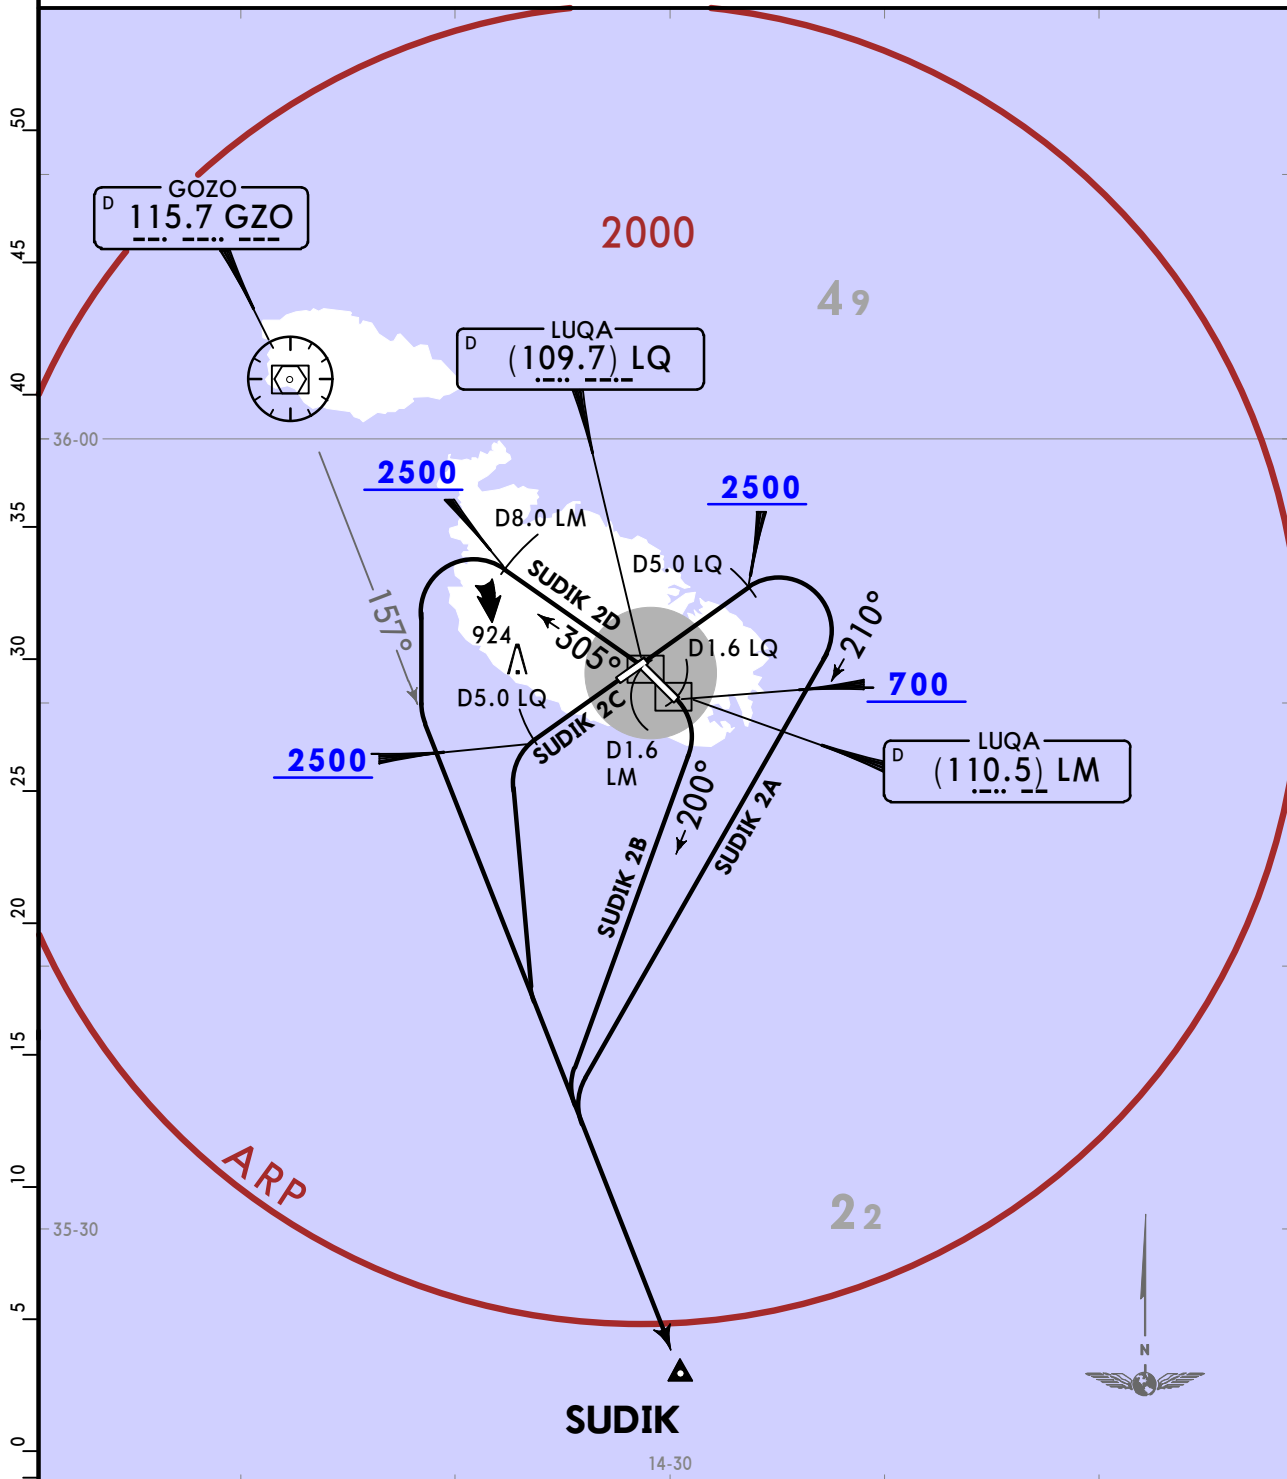 50
GOZO
D 115.7 GZO
2000
45
49
LUQA
D (109.7) LQ
40
36-00
2500
2500
35
D8.0 LM
D5.0 LQ
SUDIK 2D
157°
210°
924
305°
D1.6 LQ
30
D5.0 LQ
SUDIK 2C
700
2500
D1.6
LM
LUQA
D (110.5) LM
25
200°
SUDIK 2A
SUDIK 2B
20
15
ARP
10
22
35-30
5
N
SUDIK
0
14-30